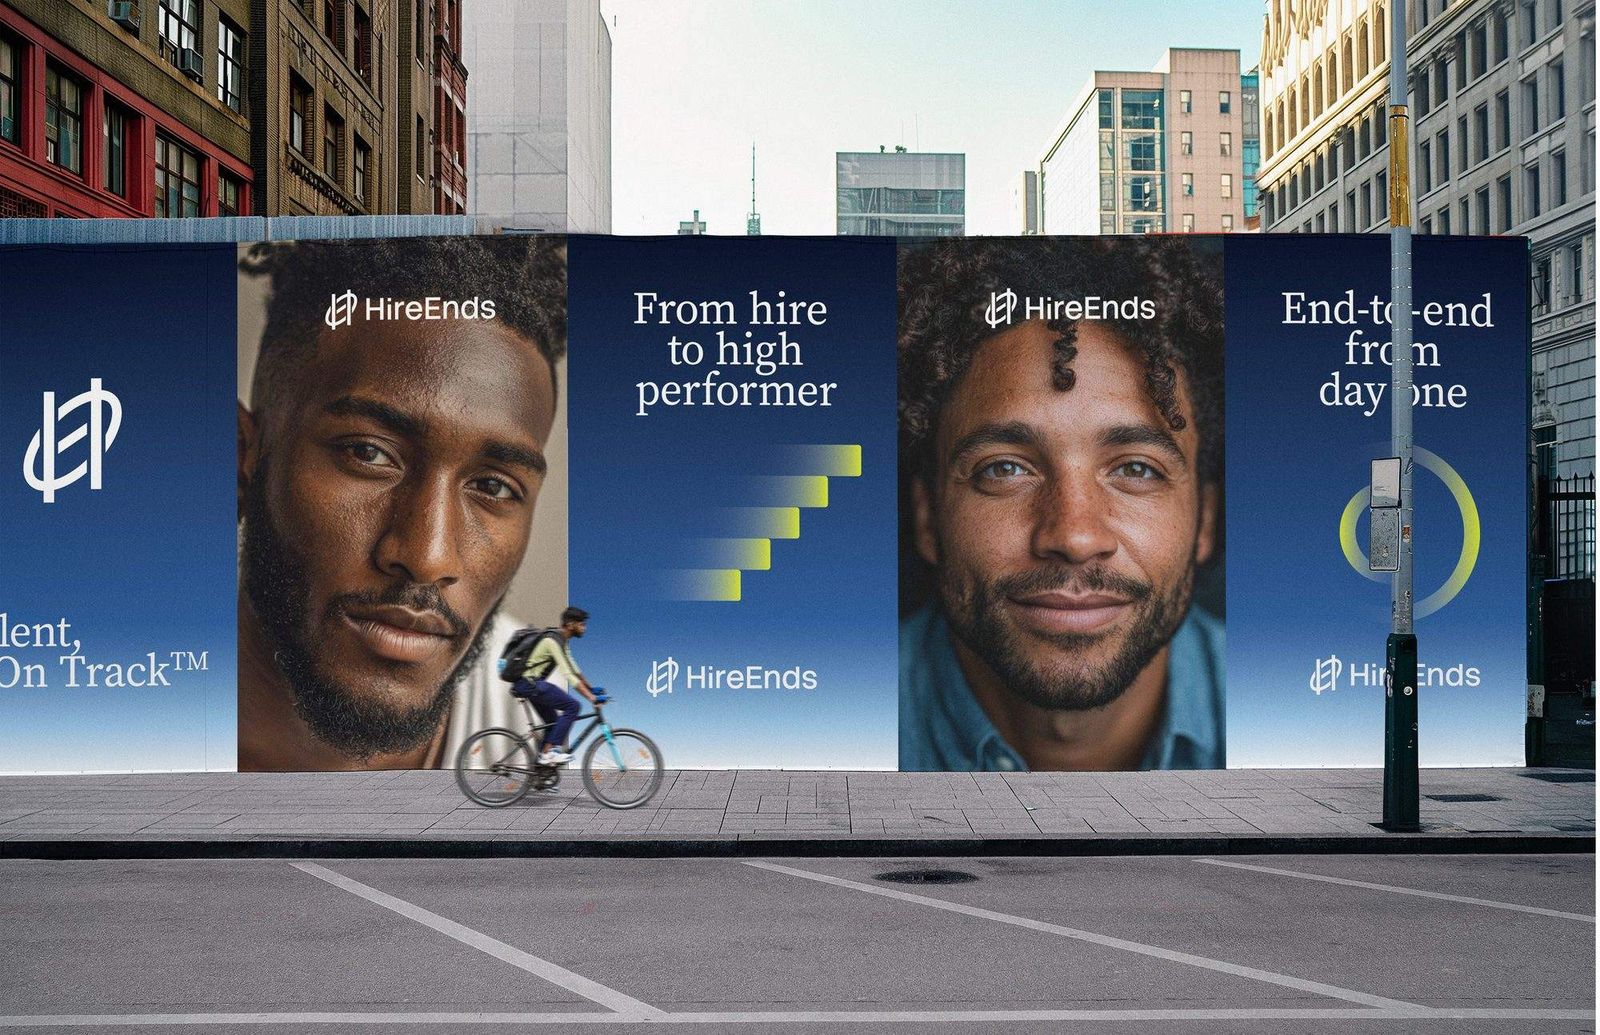 lent,
On Track™
HireEnds
From hire
to high
performer
HireEnds
HireEnds
End-to-end
from
day one
HireEnds